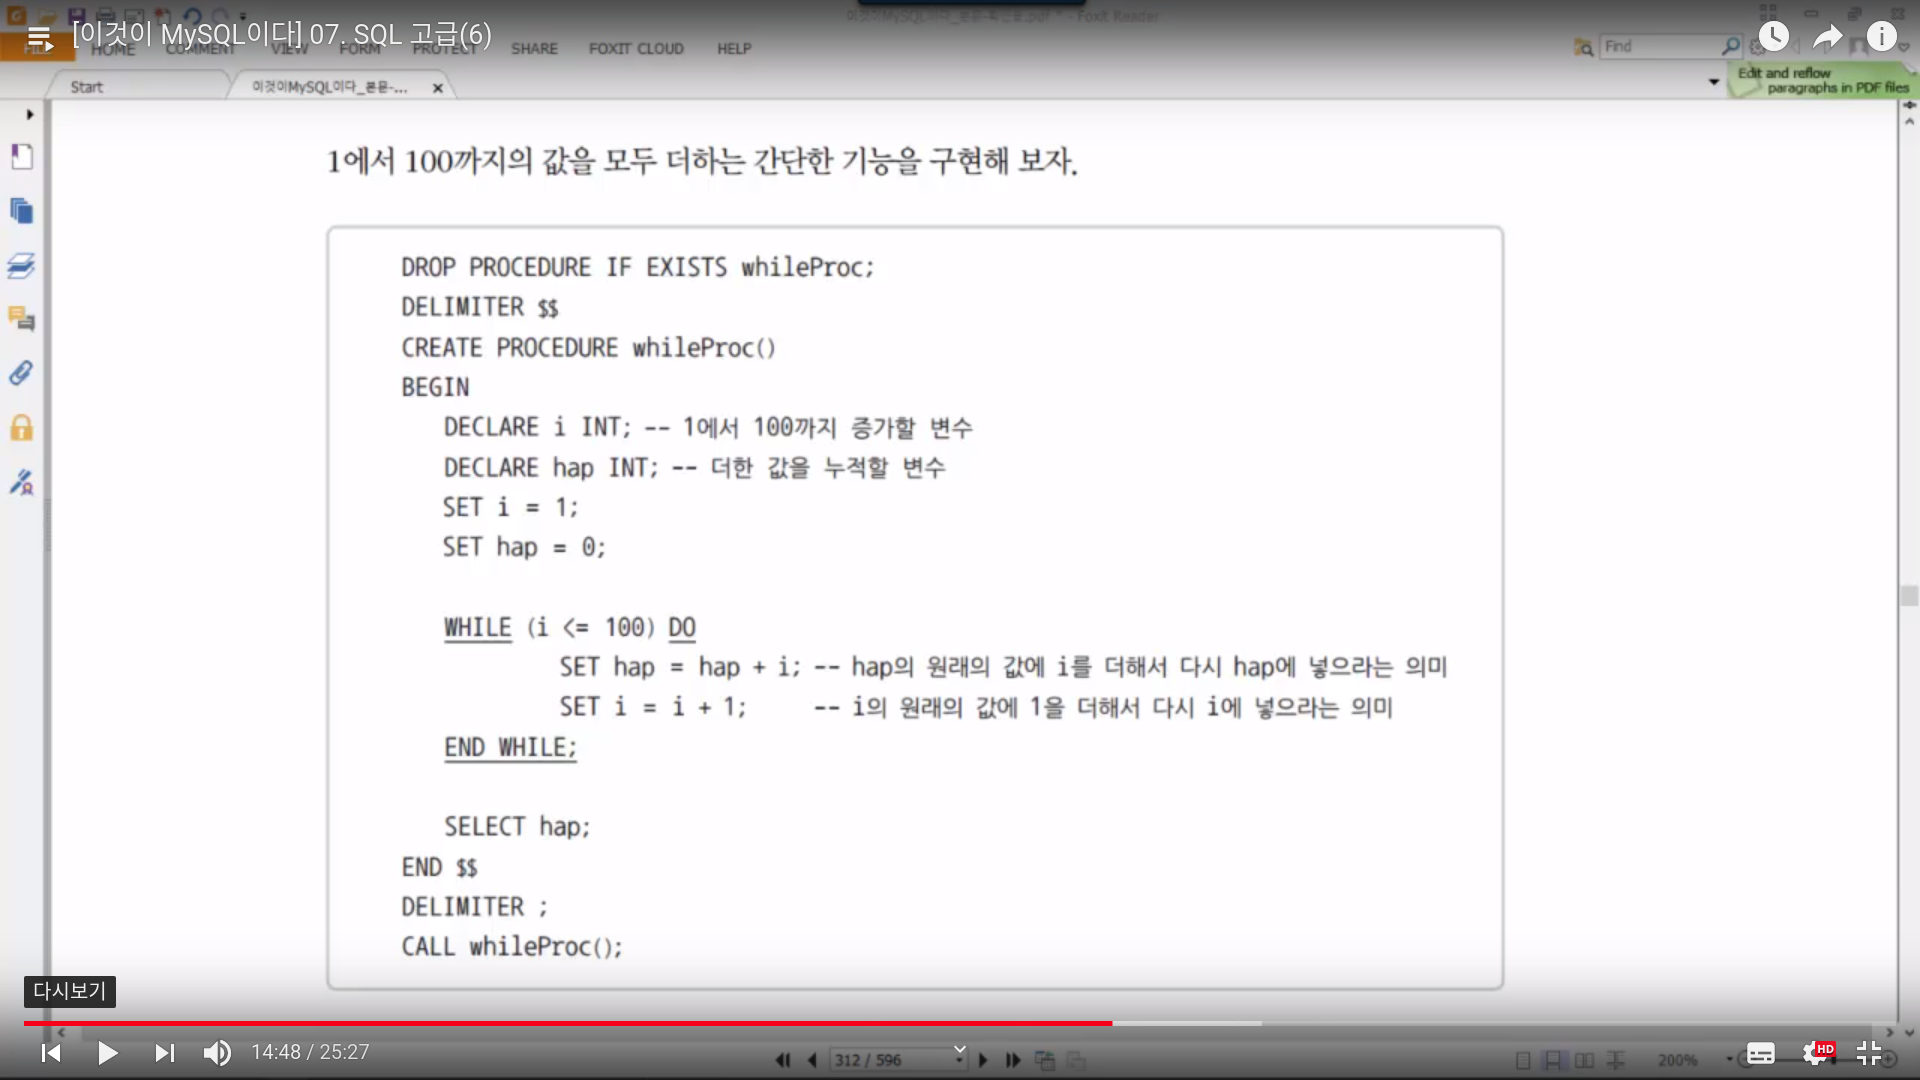 [이것이 MySQL이다] 07. SQL 고급(6)
HOME COMMENT VIEW FORM PROTECT SHARE FOXIT CLOUD HELP
Find
Start
이것이MySQL이다_본문-...
Edit and reflow
paragraphs in PDF files
1에서 100까지의 값을 모두 더하는 간단한 기능을 구현해 보자.
DROP PROCEDURE IF EXISTS whileProc;
DELIMITER $$
CREATE PROCEDURE whileProc()
BEGIN
DECLARE i INT; -- 1에서 100까지 증가할 변수
DECLARE hap INT; -- 더한 값을 누적할 변수
SET i = 1;
SET hap = 0;
WHILE (i <= 100) DO
SET hap = hap + i; -- hap의 원래의 값에 i를 더해서 다시 hap에 넣으라는 의미
SET i = i + 1; -- i의 원래의 값에 1을 더해서 다시 i에 넣으라는 의미
END WHILE;
SELECT hap;
END $$
DELIMITER ;
CALL whileProc();
다시보기
14:48 / 25:27
312 / 596
200%
HD